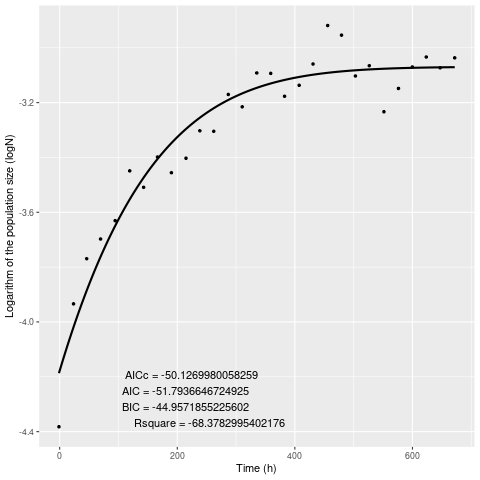 Logarithm of the population size (logN)
-3.2
-3.6
-4.0
-4.4
AICc = -50.1269980058259
AIC = -51.7936646724925
BIC = -44.9571855225602
Rsquare = -68.3782995402176
0
200
400
600
Time (h)